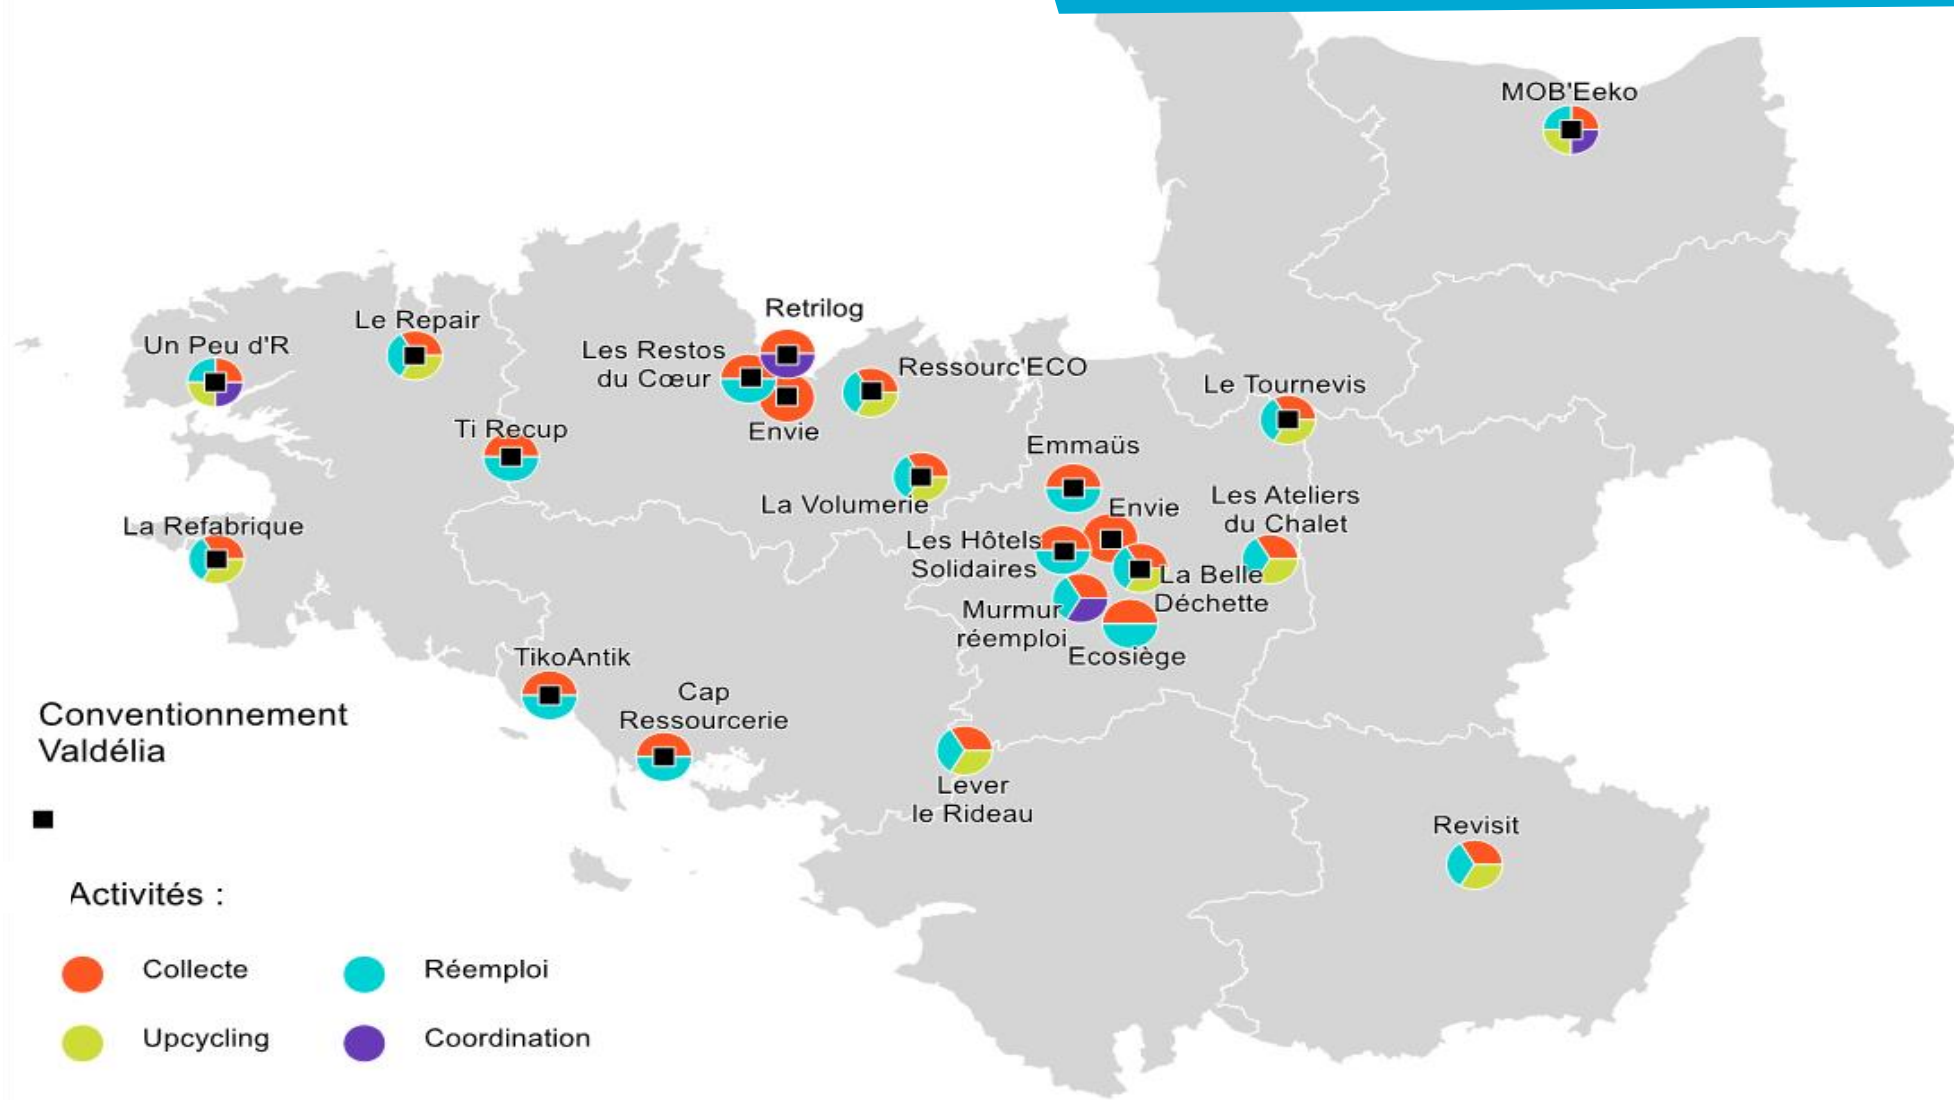 MOB'Eeko
Retrilog
Le Repair
Un Peu d'R
Les Restos
du Cœur
Ressourc'ECO
Le Tournevis
Ti Recup
Envie
Emmaüs
La Volumerie
Envie
Les Ateliers
du Chalet
La Refabrique
Les Hôtels
Solidaires
La Belle
Déchette
Murmur
réemploi
Ecosiège
TikoAntik
Cap
Ressourcerie
Lever
le Rideau
Revisit
Conventionnement
Valdélia
Activités :
Collecte
Réemploi
Upcycling
Coordination